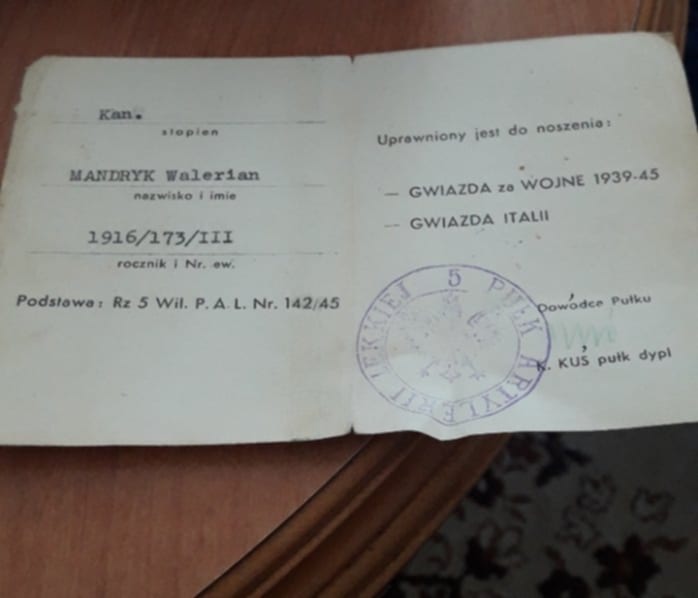 Kan.
stopien
MANDRYK Walerian
nazwisko i imie
1916/173/III
rocznik i Nr. ew.
Podstawa: Rz 5 Wil. P. A. L. Nr. 142/45
Uprawniony jest do noszenia:
— GWIAZDA za WOJNE 1939-45
— GWIAZDA ITALII
5 PUŁK ARTYLERII LEKKIEJ
Dowódca Pułku
K. KUŚ pułk dypl